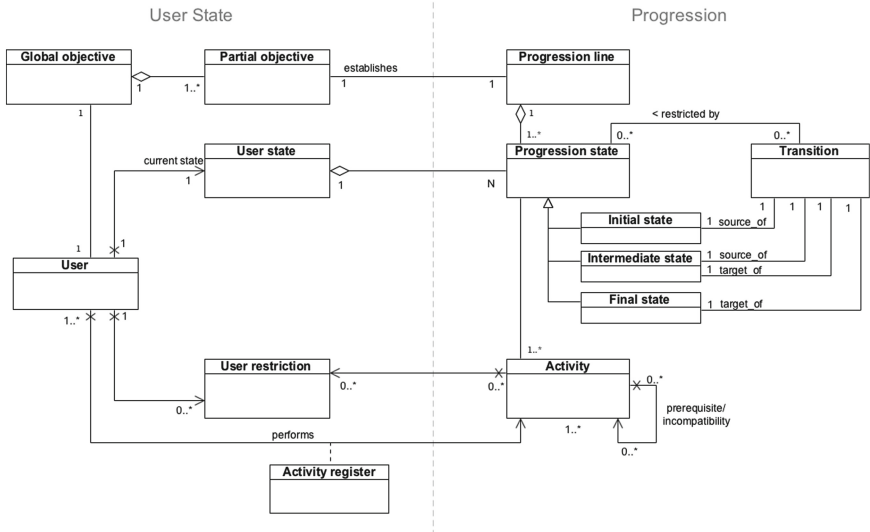 User State
Progression
Global objective
Partial objective
Progression line
establishes
1
1..*
1
1
1
1
1..*
< restricted by
0..*
0..*
User state
Progression state
Transition
current state
1
1
N
1
1
1
1
Initial state
1 source_of
Intermediate state
1 source_of
1 target_of
Final state
1 target_of
1
1
User
1..*
1
User restriction
0..*
0..*
1..*
Activity
0..*
0..*
prerequisite/
incompatibility
0..*
performs
1..*
Activity register